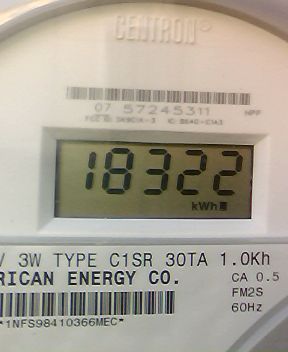 CENTRON®
07 57245311 NPP
18322
kWh
V 3W TYPE C1SR 30TA 1.0Kh
RICAN ENERGY CO. CA 0.5
FM2S
60Hz
*1NFS98410366MEC*